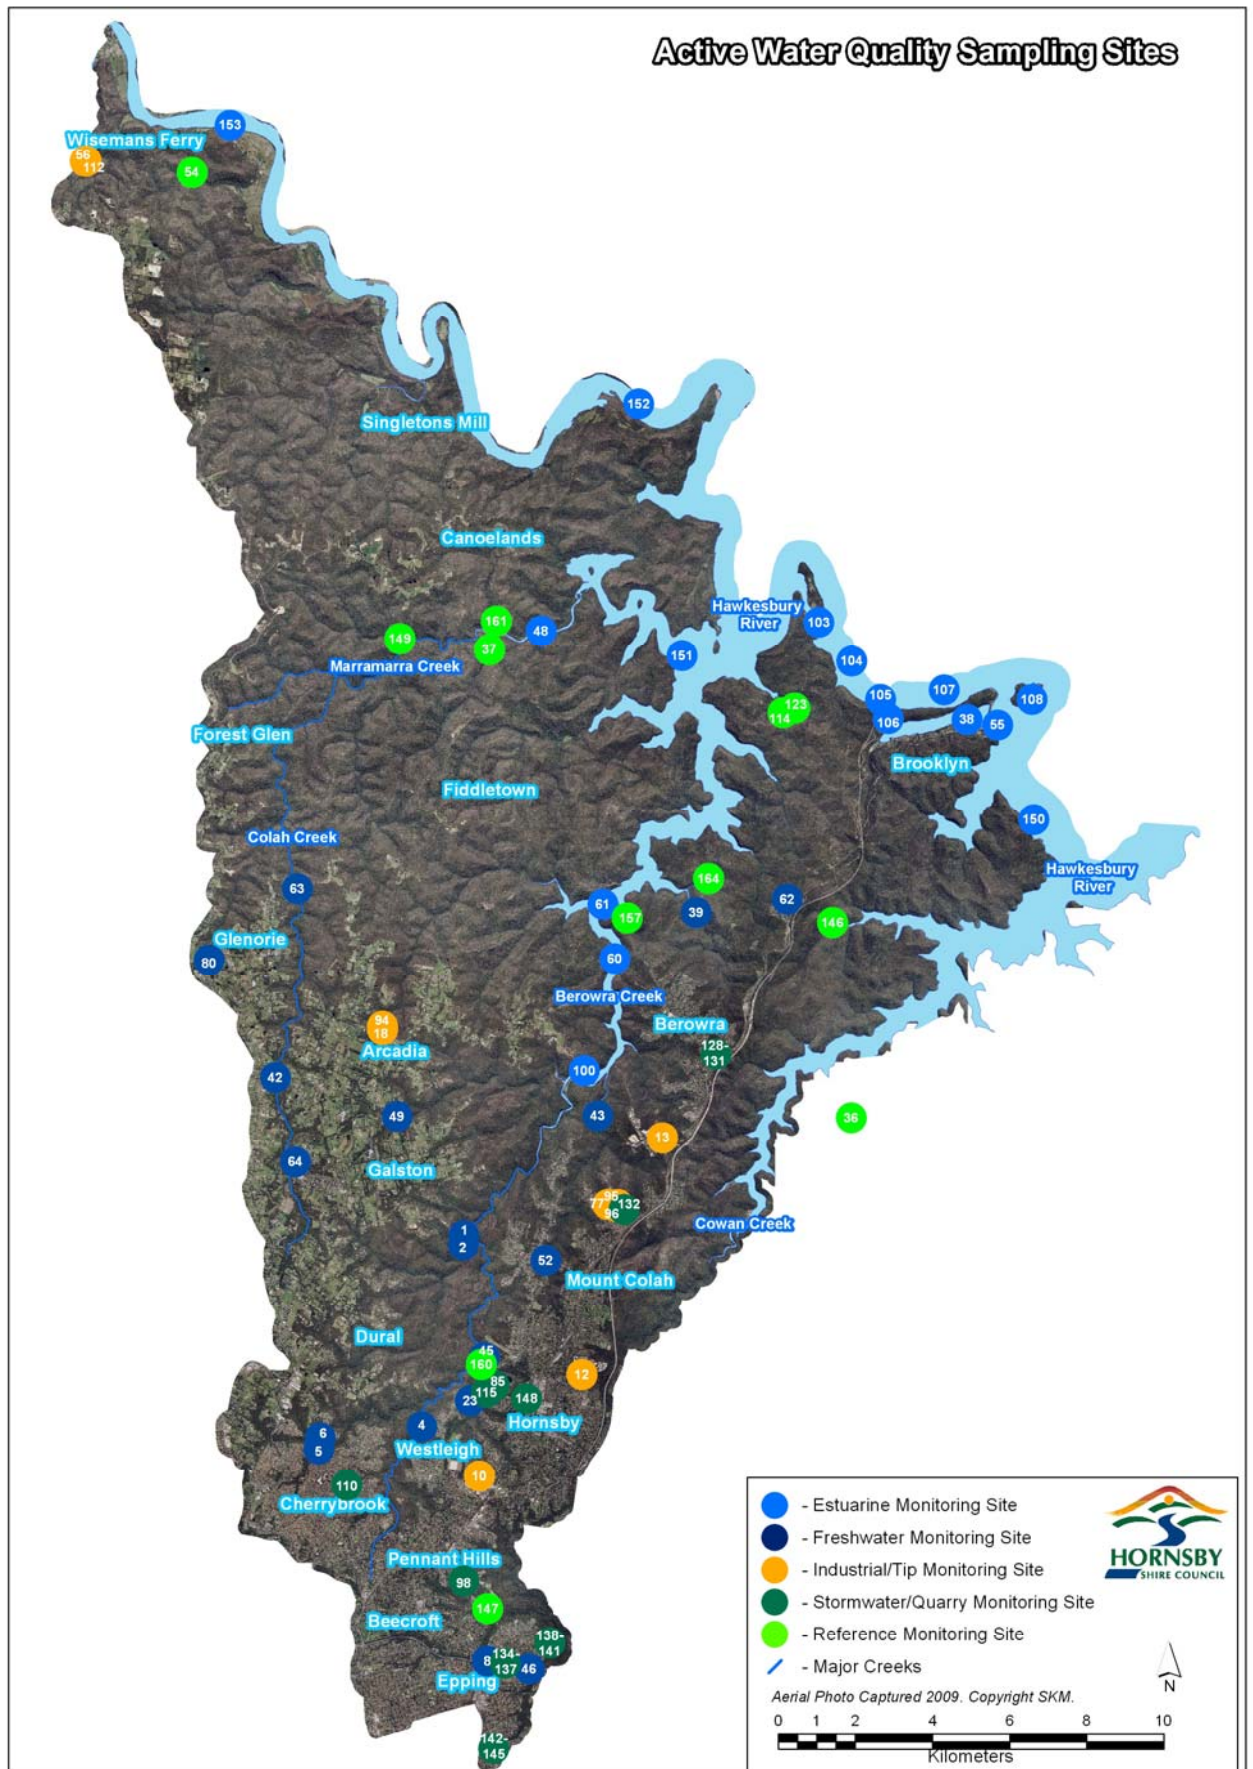 Active Water Quality Sampling Sites
153
Wisemans Ferry
56
112
54
152
Singletons Mill
Canoelands
Hawkesbury
River
161
103
48
149
37
151
104
Marramarra Creek
107
105
108
123
114
106
38
55
Forest Glen
Brooklyn
Fiddletown
150
Colah Creek
Hawkesbury
River
164
63
62
61
39
157
146
Glenorie
60
80
Berowra Creek
94
18
Berowra
Arcadia
128-
131
100
42
49
43
36
13
64
Galston
95
77
132
96
Cowan Creek
1
2
52
Mount Colah
Dural
45
160
12
85
115
148
23
Hornsby
4
6
5
Westleigh
10
110
Cherrybrook
Pennant Hills
98
147
Beecroft
138-
141
8
134-
137
46
Epping
142-
145
- Estuarine Monitoring Site
- Freshwater Monitoring Site
- Industrial/Tip Monitoring Site
- Stormwater/Quarry Monitoring Site
- Reference Monitoring Site
- Major Creeks
HORNSBY
SHIRE COUNCIL
N
Aerial Photo Captured 2009. Copyright SKM.
0 1 2 4 6 8 10
Kilometers